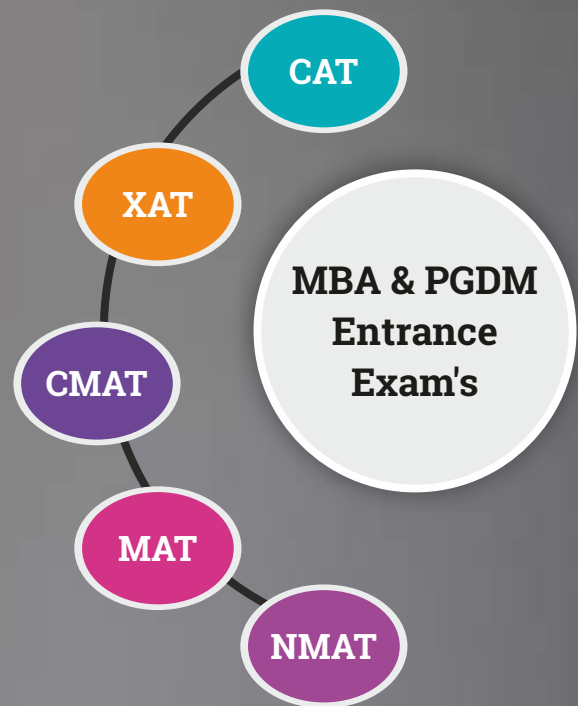 CAT
XAT
MBA & PGDM
Entrance
Exam's
CMAT
MAT
NMAT